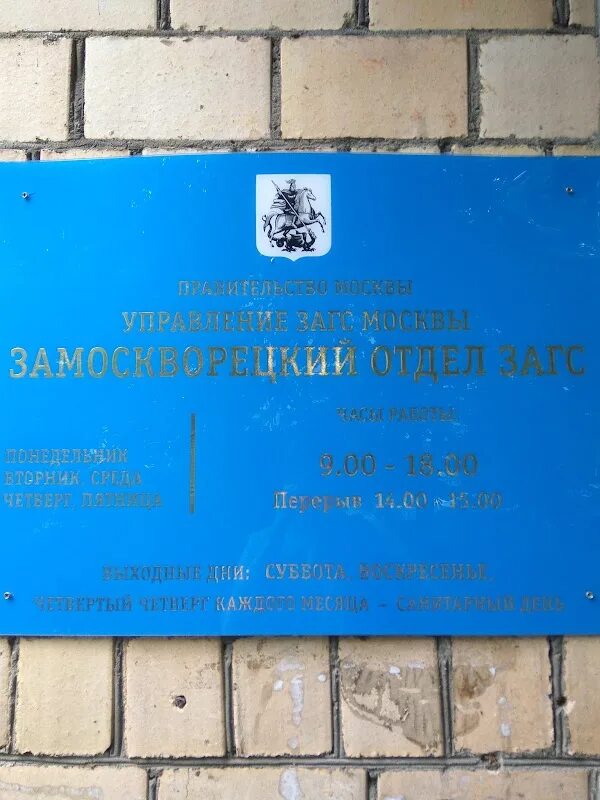 ПРАВИТЕЛЬСТВО МОСКВЫ
УПРАВЛЕНИЕ ЗАГС МОСКВЫ
ЗАМОСКВОРЕЦКИЙ ОТДЕЛ ЗАГС
ЧАСЫ РАБОТЫ:
ПОНЕДЕЛЬНИК
ВТОРНИК, СРЕДА
ЧЕТВЕРГ, ПЯТНИЦА
9.00 - 18.00
Перерыв 14.00 - 15.00
ВЫХОДНЫЕ ДНИ: СУББОТА, ВОСКРЕСЕНЬЕ,
ЧЕТВЕРТЫЙ ЧЕТВЕРГ КАЖДОГО МЕСЯЦА - САНИТАРНЫЙ ДЕНЬ